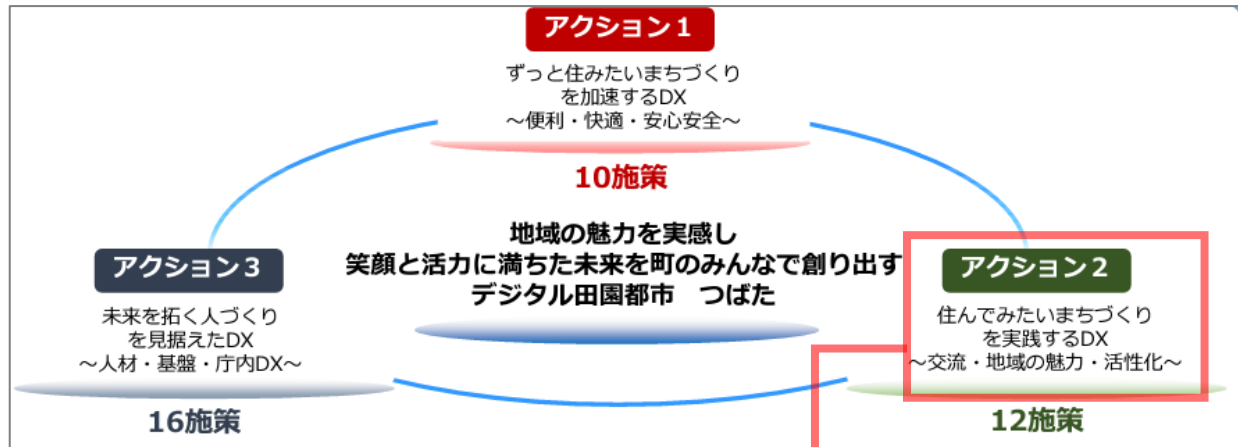 アクション１
ずっと住みたいまちづくり
を加速するDX
～便利・快適・安心安全～
10施策
地域の魅力を実感し
笑顔と活力に満ちた未来を町のみんなで創り出す
デジタル田園都市　つばた
アクション３
未来を拓く人づくり
を見据えたDX
～人材・基盤・庁内DX～
16施策
アクション２
住んでみたいまちづくり
を実践するDX
～交流・地域の魅力・活性化～
12施策